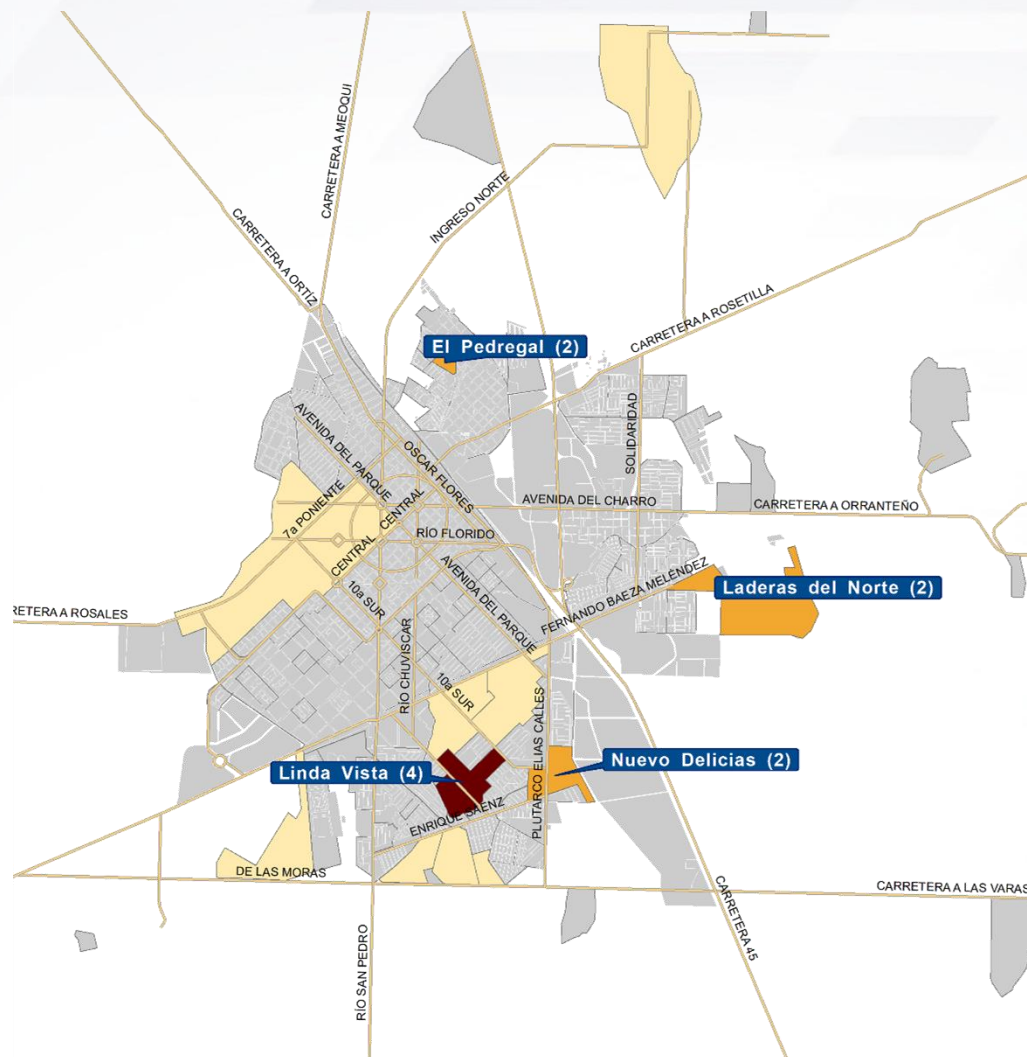 CARRETERA A MEOQUI
INGRESO NORTE
CARRETERA A ORTÍZ
CARRETERA A ROSETILLA
El Pedregal (2)
AVENIDA DEL PARQUE
OSCAR FLORES
SOLIDARIDAD
7a PONIENTE
CENTRAL
CENTRAL
AVENIDA DEL CHARRO
CARRETERA A ORRANTEÑO
RÍO FLORIDO
10a SUR
AVENIDA DEL PARQUE
FERNANDO BAEZA MELÉNDEZ
Laderas del Norte (2)
RETERA A ROSALES
RÍO CHUVISCAR
10a SUR
PLUTARCO ELIAS CALLES
Nuevo Delicias (2)
Linda Vista (4)
ENRIQUE SAENZ
DE LAS MORAS
CARRETERA A LAS VARAS
CARRETERA 45
RÍO SAN PEDRO